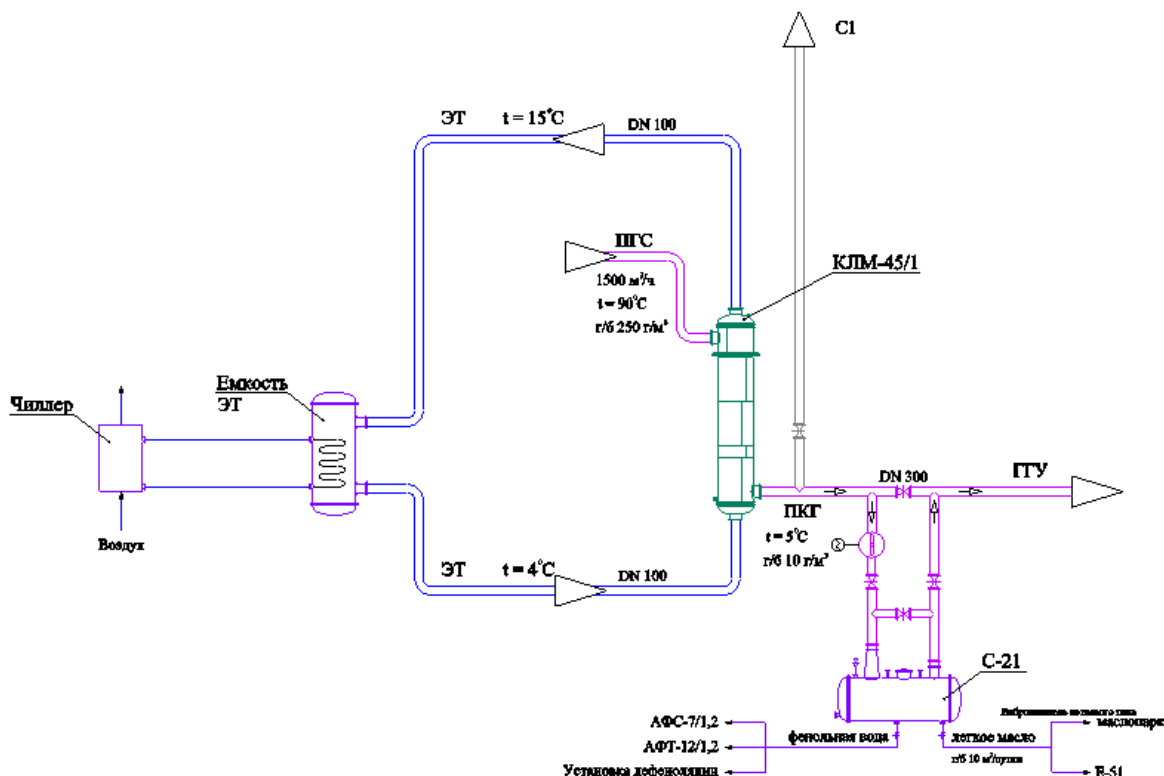 С1
ЭТ t = 15°С DN 100
ПГС
1500 м³/ч
t = 90°С
г/б 250 г/м³
КЛМ-45/1
Емкость
ЭТ
Чиллер
Воздух
DN 300 ГГУ
ПКГ
t = 5°С
г/б 10 г/м³
ЭТ t = 4°С DN 100
С-21
АФС-7/1,2
маслопарк
АФТ-12/1,2 фенольная вода легкое масло
Установка дефеноляции Е-51